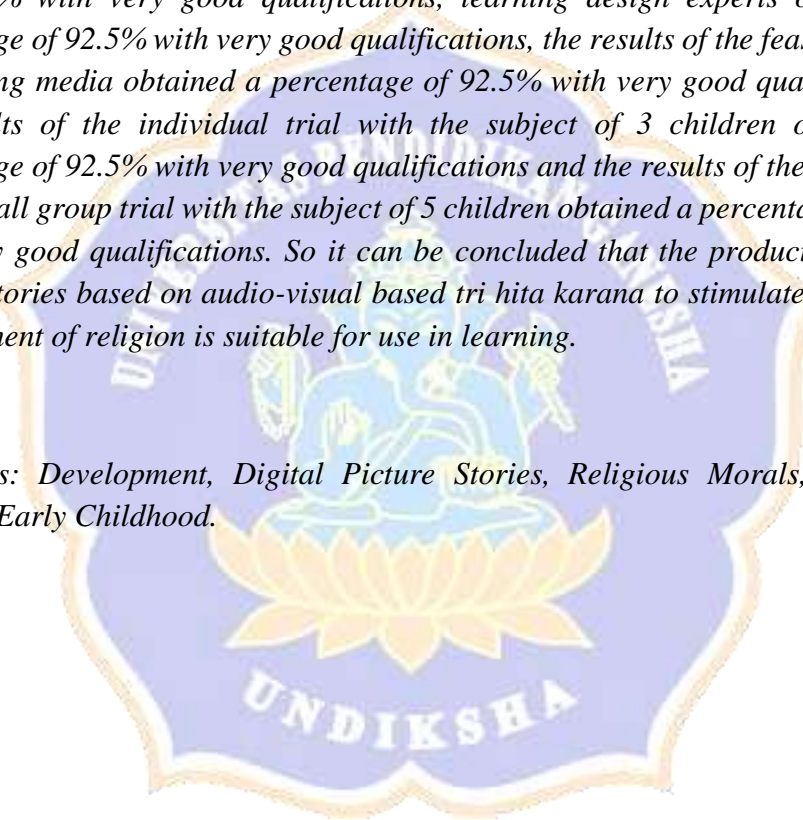 % with very good qualifications, learning design experts
ge of 92.5% with very good qualifications, the results of the
ng media obtained a percentage of 92.5% with very good
lts of the individual trial with the subject of 3 children
ge of 92.5% with very good qualifications and the results of the
all group trial with the subject of 5 children obtained a
y good qualifications. So it can be concluded that the product
tories based on audio-visual based tri hita karana to stimulate
ment of religion is suitable for use in learning.
s: Development, Digital Picture Stories, Religious Morals,
Early Childhood.
UNIVERSITAS PENDIDIKAN GANESHA
UNDIKSHA